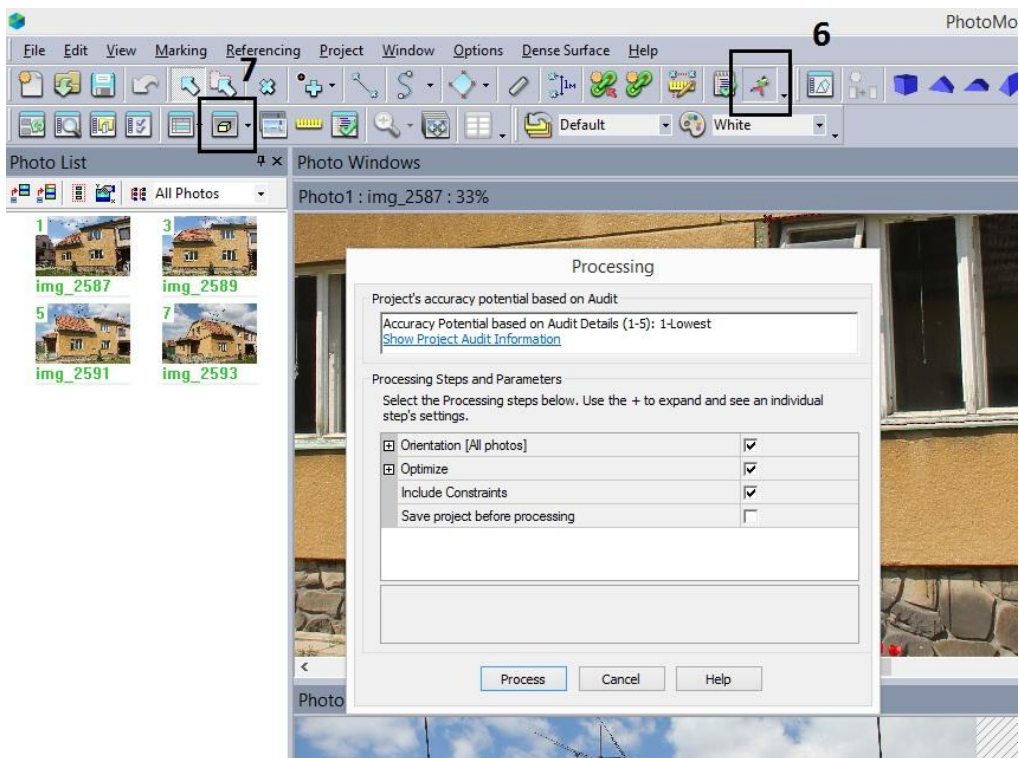 PhotoMo
6
File Edit View Marking Referencing Project Window Options Dense Surface Help
7
1M
Default White
Photo List Photo Windows
All Photos Photo1 : img_2587 : 33%
1 3
img_2587 img_2589
5 7
img_2591 img_2593
Processing
Project's accuracy potential based on Audit
Accuracy Potential based on Audit Details (1-5): 1-Lowest
Show Project Audit Information
Processing Steps and Parameters
Select the Processing steps below. Use the + to expand and see an individual
step's settings.
Orientation [All photos]
Optimize
Include Constraints
Save project before processing
Process Cancel Help
Photo